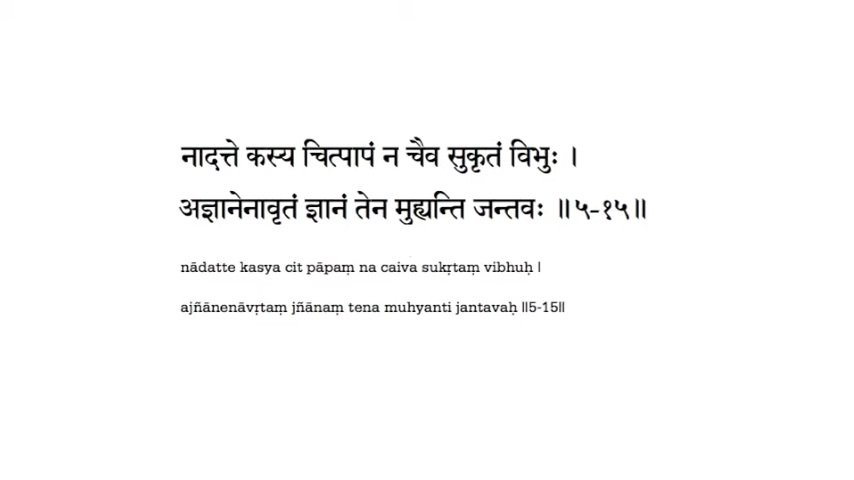 नादत्ते कस्य चित्पापं न चैव सुकृतं विभुः ।
अज्ञानेनावृतं ज्ञानं तेन मुह्यन्ति जन्तवः ॥५-१५॥
nādatte kasya cit pāpaṃ na caiva sukṛtaṃ vibhuḥ |
ajñānenāvṛtaṃ jñānaṃ tena muhyanti jantavaḥ ||5-15||